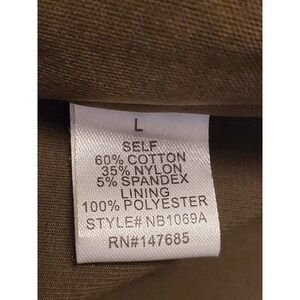 L
SELF
60% COTTON
35% NYLON
5% SPANDEX
LINING
100% POLYESTER
STYLE# NB1069A
RN#147685